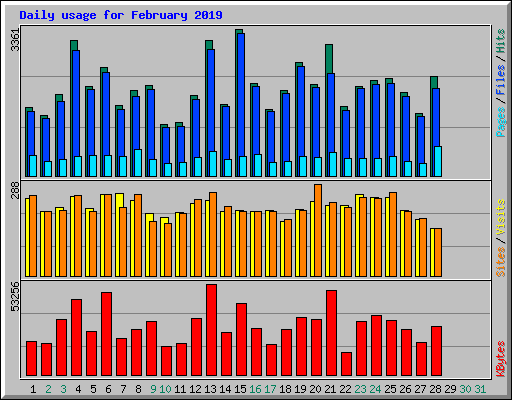 Daily usage for February 2019
3361
Pages / Files / Hits
288
Sites / Visits
53256
KBytes
1 2 3 4 5 6 7 8 9 10 11 12 13 14 15 16 17 18 19 20 21 22 23 24 25 26 27 28 29 30 31